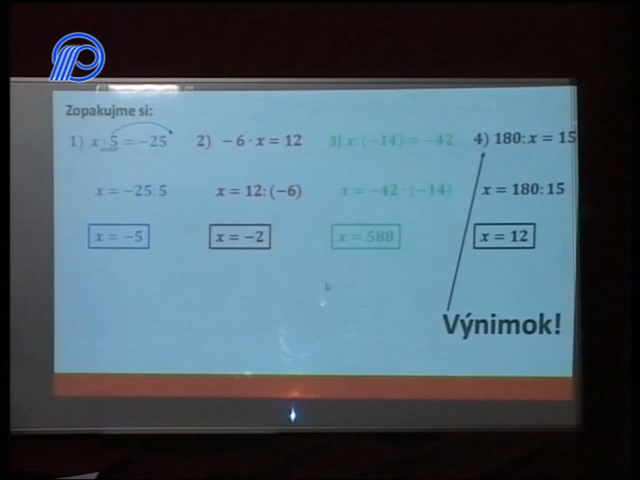 Zopakujme si:
1) x · 5 = −25
2) −6 · x = 12
3) x: (−14) = −42
4) 180: x = 15
x = −25: 5
x = 12: (−6)
x = −42 · (−14)
x = 180: 15
x = −5
x = −2
x = 588
x = 12
Výnimok!